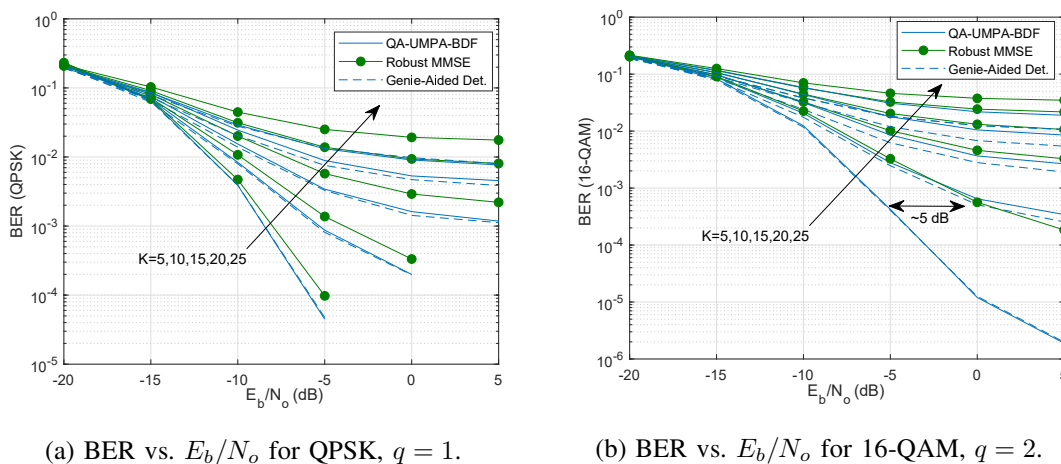 10^0
10^-1
10^-2
10^-3
10^-4
10^-5
BER (QPSK)
-20 -15 -10 -5 0 5
E_b/N_o (dB)
QA-UMPA-BDF
Robust MMSE
Genie-Aided Det.
K=5,10,15,20,25
(a) BER vs. E_b/N_o for QPSK, q = 1.
10^0
10^-1
10^-2
10^-3
10^-4
10^-5
10^-6
BER (16-QAM)
-20 -15 -10 -5 0 5
E_b/N_o (dB)
QA-UMPA-BDF
Robust MMSE
Genie-Aided Det.
~5 dB
K=5,10,15,20,25
(b) BER vs. E_b/N_o for 16-QAM, q = 2.